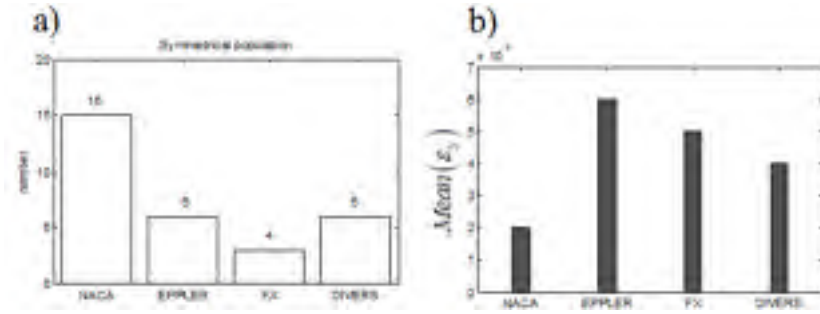 a)
Symmetrical population
number
20
15
10
5
0
15
6
4
6
NACA
EPPLER
FX
DIVERS
b)
Mean(ε
7
6
5
4
3
2
1
0
NACA
EPPLER
FX
DIVERS